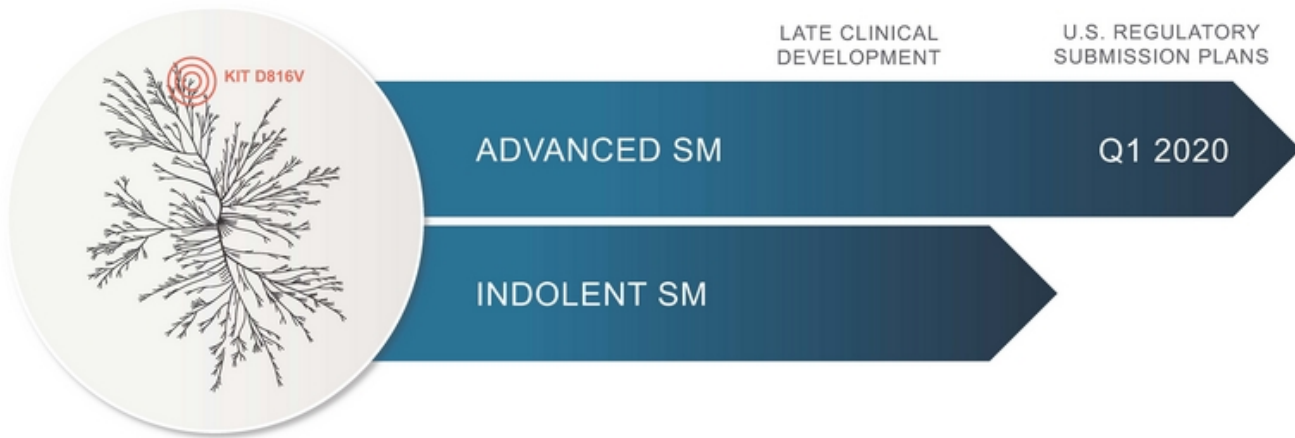 KIT D816V
LATE CLINICAL
DEVELOPMENT
U.S. REGULATORY
SUBMISSION PLANS
ADVANCED SM
Q1 2020
INDOLENT SM